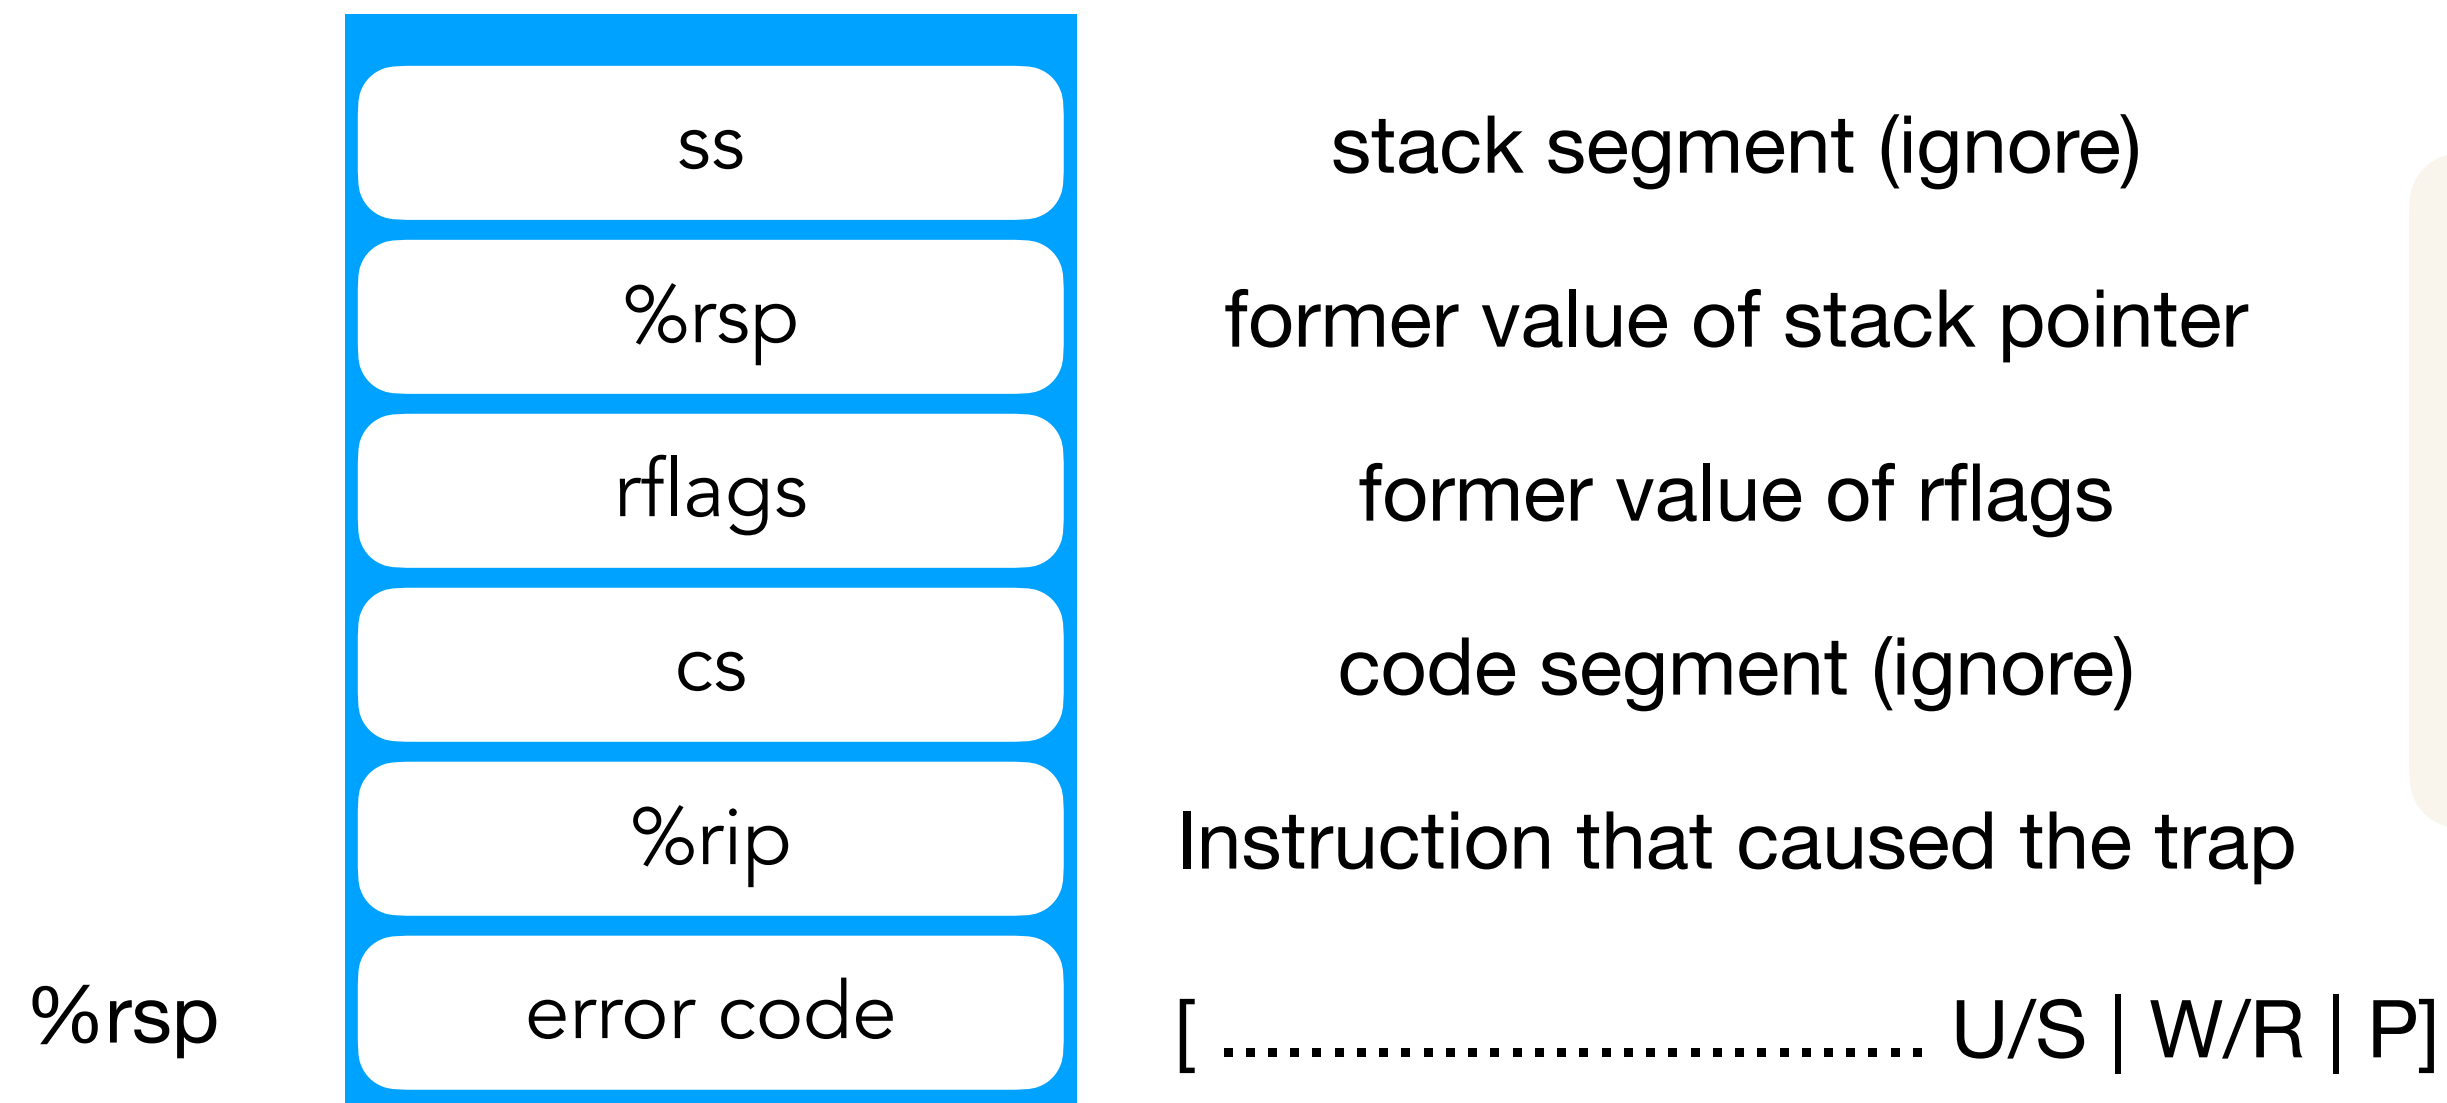 ss stack segment (ignore)
%rsp former value of stack pointer
rflags former value of rflags
cs code segment (ignore)
%rip Instruction that caused the trap
%rsp error code [ ................................ U/S | W/R | P]